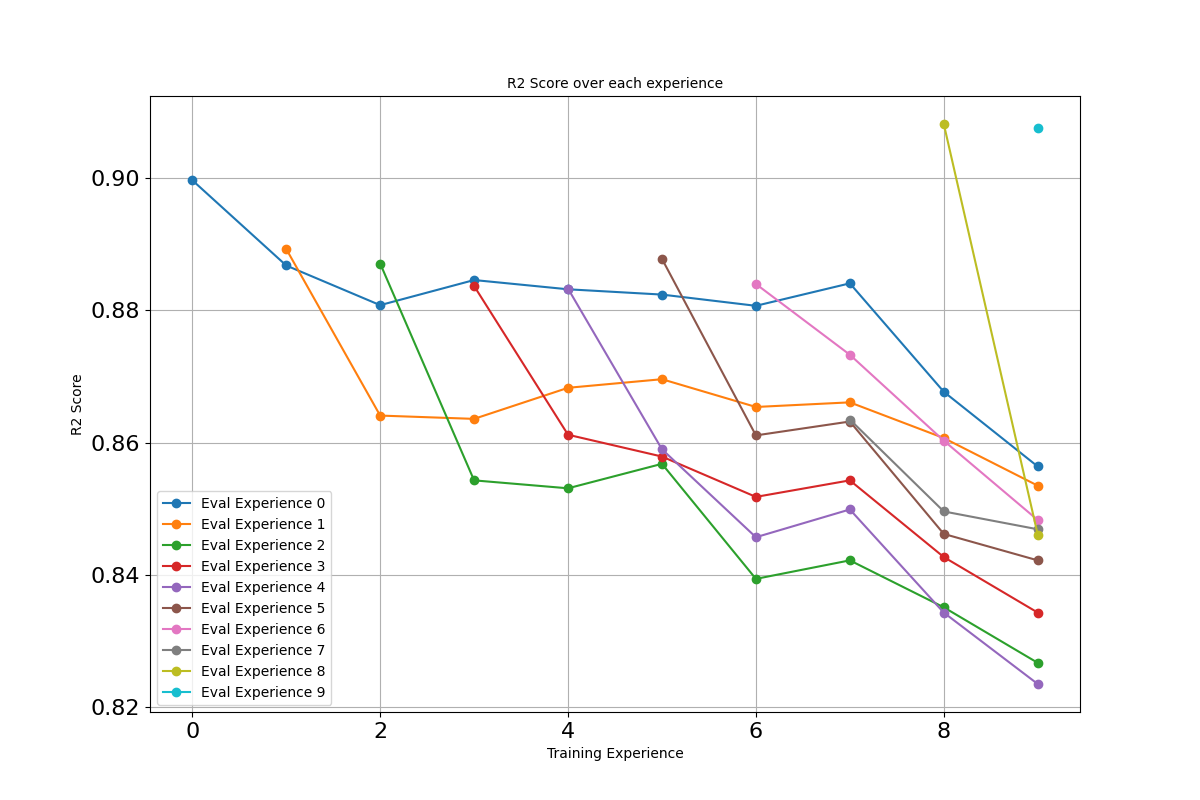 R2 Score over each experience
R2 Score
0.90
0.88
0.86
0.84
0.82
Eval Experience 0
Eval Experience 1
Eval Experience 2
Eval Experience 3
Eval Experience 4
Eval Experience 5
Eval Experience 6
Eval Experience 7
Eval Experience 8
Eval Experience 9
0 2 4 6 8
Training Experience